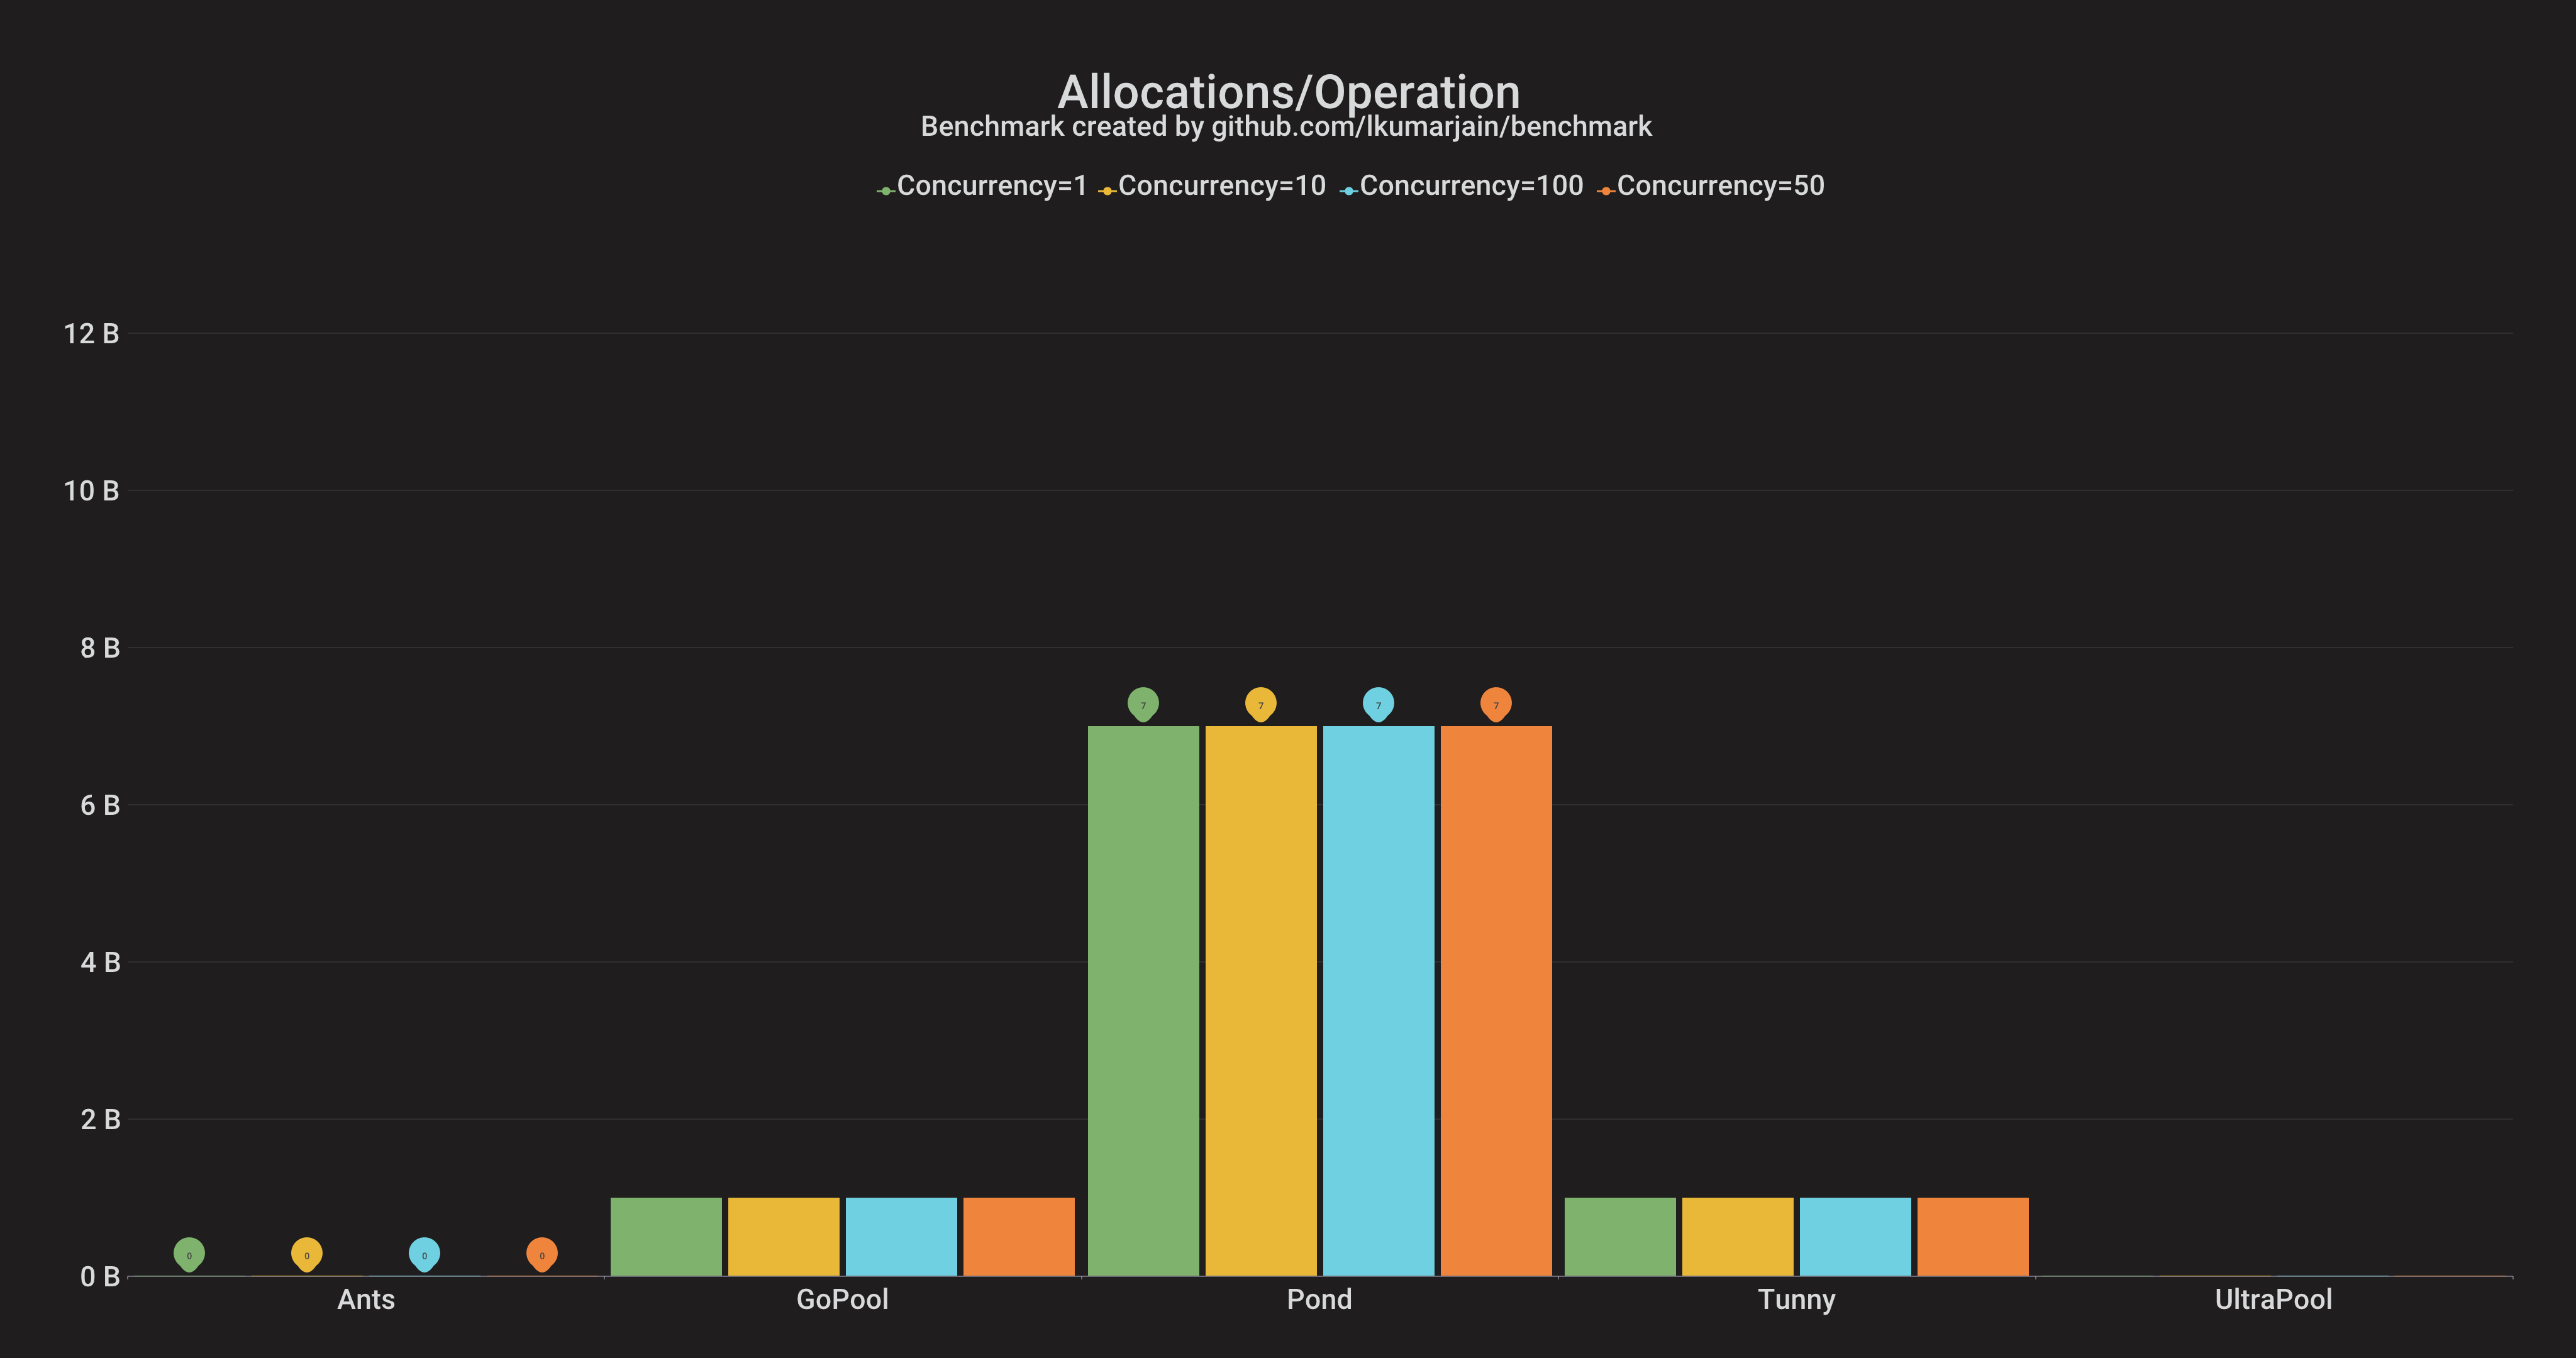 Allocations/Operation
Benchmark created by github.com/lkumarjain/benchmark
Concurrency=1 Concurrency=10 Concurrency=100 Concurrency=50
12 B
10 B
8 B
7 7 7 7
6 B
4 B
2 B
0 0 0 0
0 B
Ants GoPool Pond Tunny UltraPool